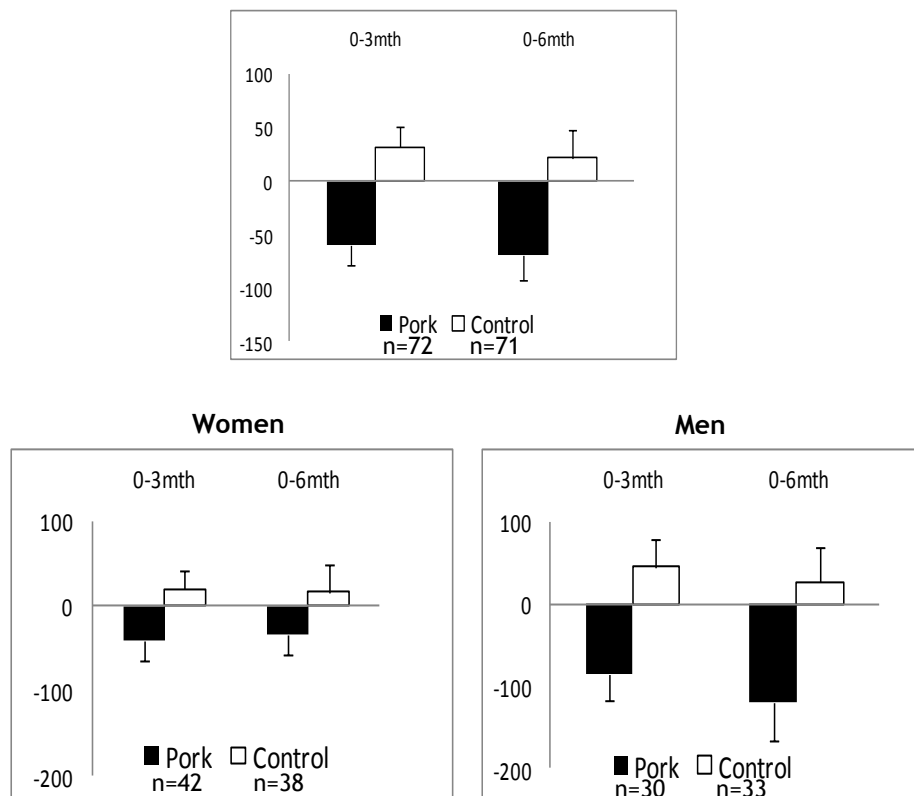 0-3mth 0-6mth
100
50
0
-50
-100
-150
Pork Control
n=72 n=71
Women
0-3mth 0-6mth
100
0
-100
-200
Pork Control
n=42 n=38
Men
0-3mth 0-6mth
100
0
-100
-200
Pork Control
n=30 n=33